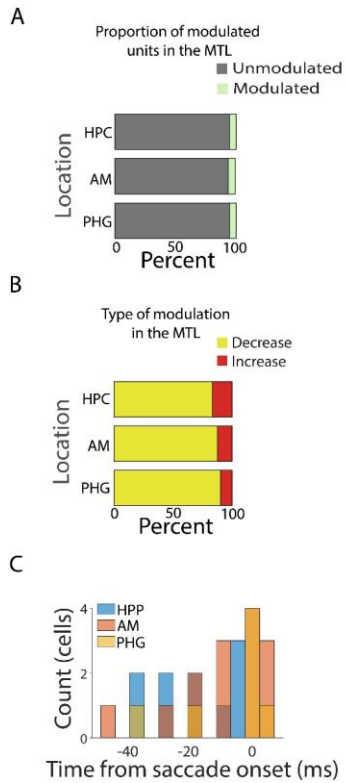 A
Proportion of modulated
units in the MTL
Unmodulated
Modulated
Location
HPC
AM
PHG
0 50 100
Percent
B
Type of modulation
in the MTL
Decrease
Increase
Location
HPC
AM
PHG
0 50 100
Percent
C
Count (cells)
4
2
0
HPP
AM
PHG
-40 -20 0
Time from saccade onset (ms)